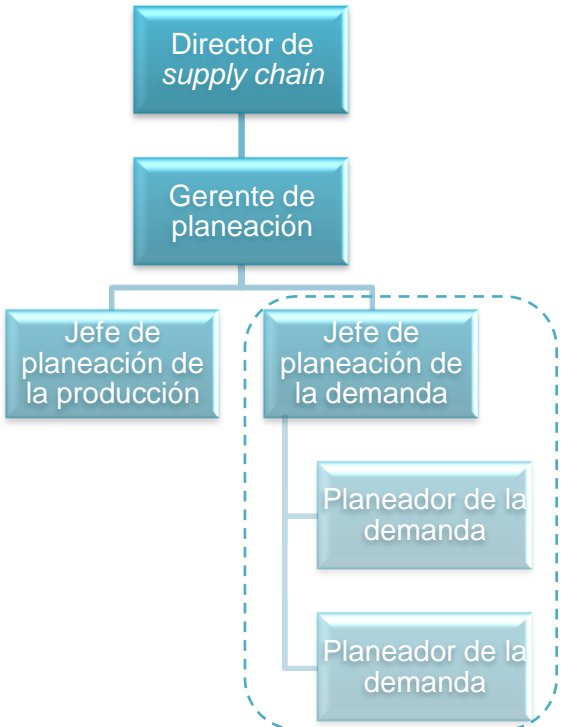 Director de
supply chain
Gerente de
planeación
Jefe de
planeación de
la producción
Jefe de
planeación de
la demanda
Planeador de la
demanda
Planeador de la
demanda